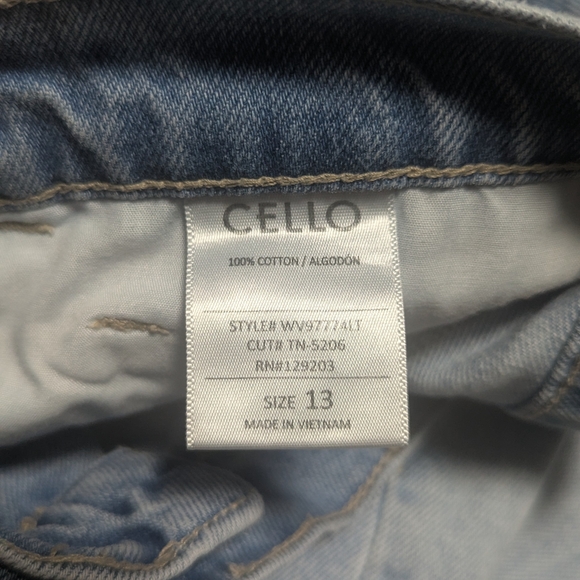 CELLO
100% COTTON / ALGODÓN
STYLE# WV97774LT
CUT# TN-5206
RN#129203
SIZE 13
MADE IN VIETNAM